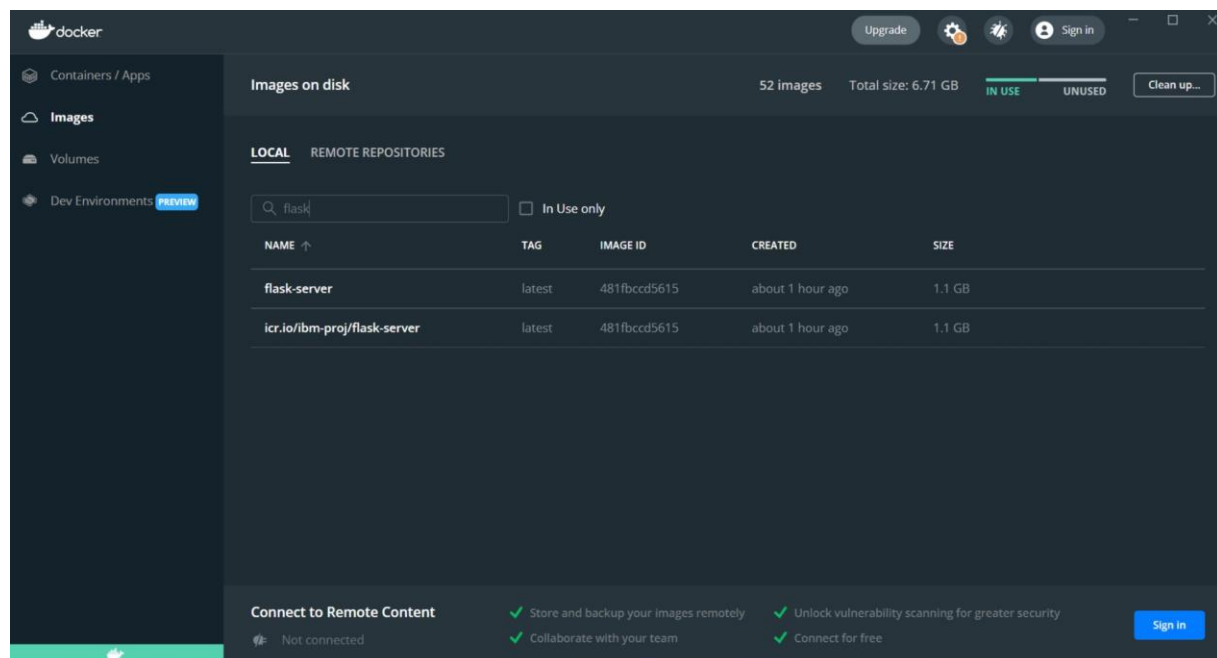 docker
Upgrade
Sign in
Containers / Apps
Images
Volumes
Dev Environments PREVIEW
Images on disk
52 images Total size: 6.71 GB IN USE UNUSED Clean up...
LOCAL REMOTE REPOSITORIES
flask In Use only
NAME TAG IMAGE ID CREATED SIZE
flask-server latest 481fbccd5615 about 1 hour ago 1.1 GB
icr.io/ibm-proj/flask-server latest 481fbccd5615 about 1 hour ago 1.1 GB
Connect to Remote Content
Not connected
Store and backup your images remotely
Collaborate with your team
Unlock vulnerability scanning for greater security
Connect for free
Sign in